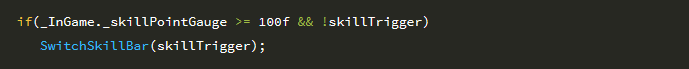 if(_InGame._skillPointGauge >= 100f && !skillTrigger)
   SwitchSkillBar(skillTrigger);